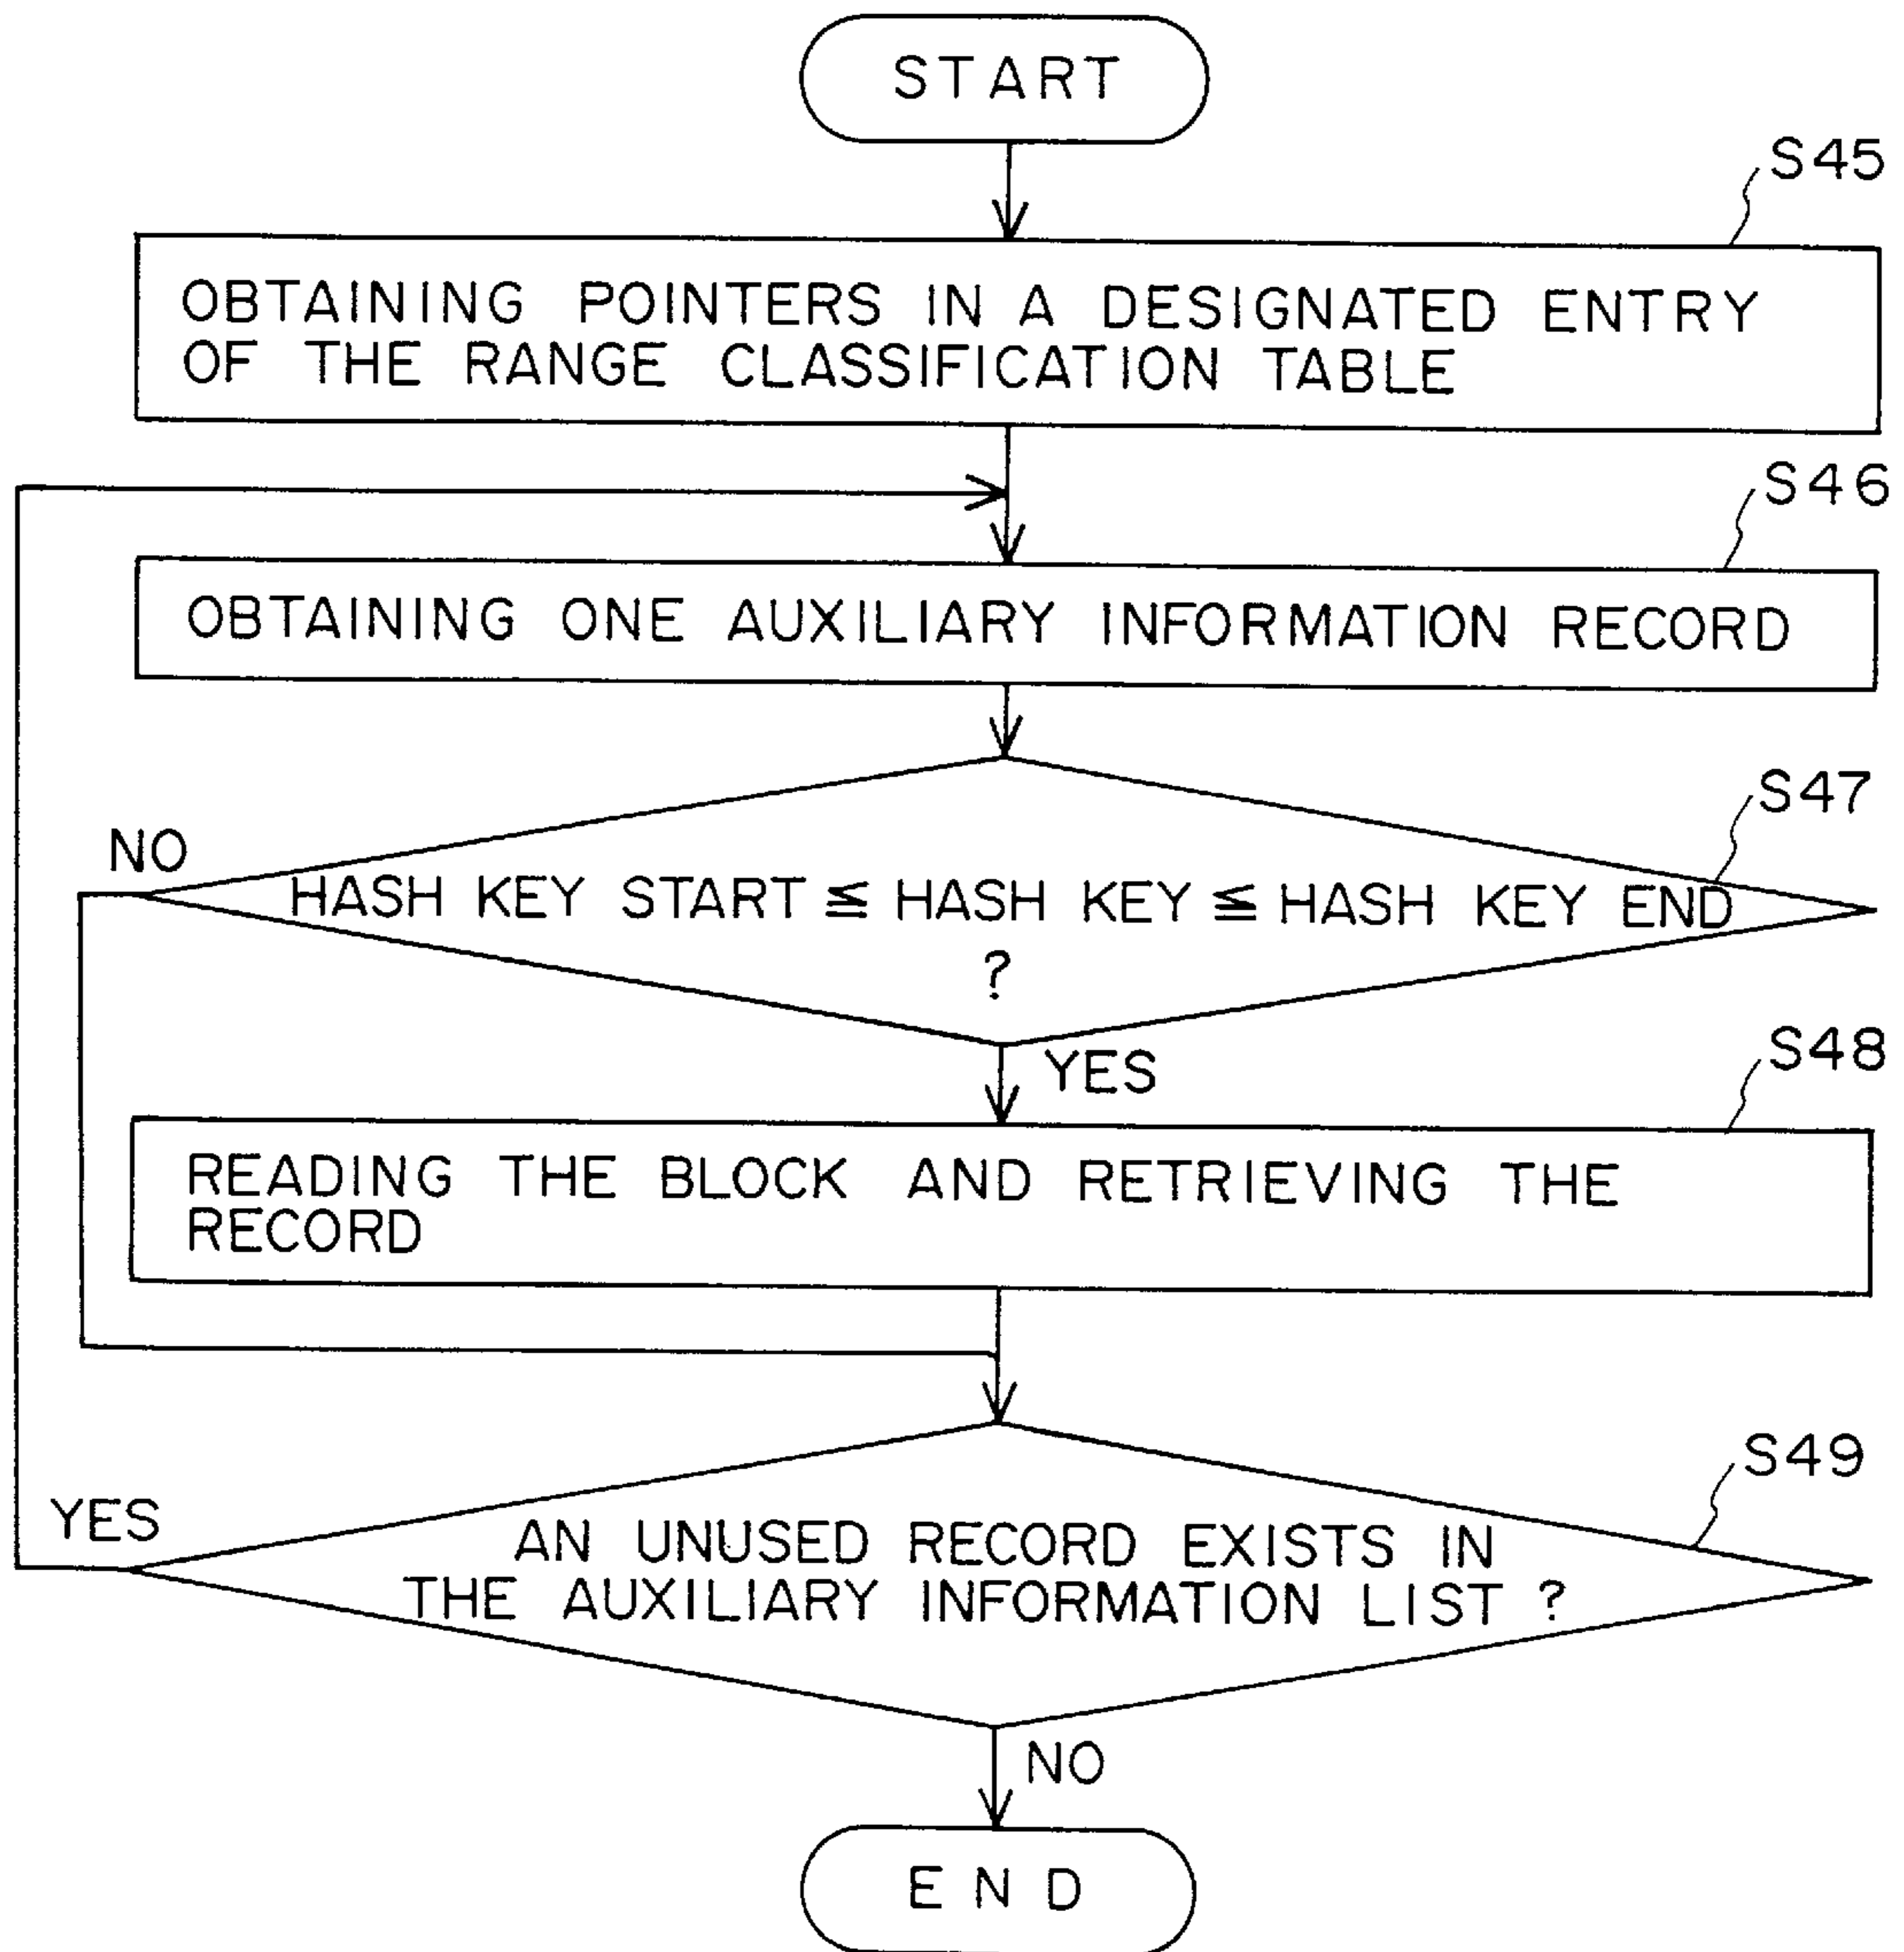 START
S45
OBTAINING POINTERS IN A DESIGNATED ENTRY
OF THE RANGE CLASSIFICATION TABLE
S46
OBTAINING ONE AUXILIARY INFORMATION RECORD
S47
NO
HASH KEY START ≦ HASH KEY ≦ HASH KEY END
?
YES
S48
READING THE BLOCK AND RETRIEVING THE
RECORD
S49
YES
AN UNUSED RECORD EXISTS IN
THE AUXILIARY INFORMATION LIST ?
NO
END